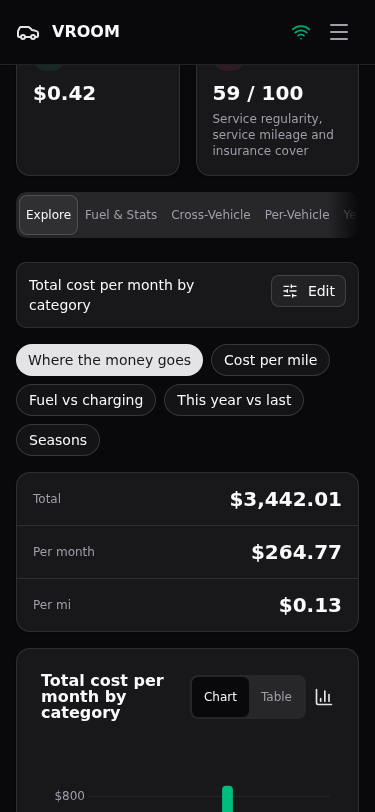 VROOM
$0.42
59 / 100
Service regularity,
service mileage and
insurance cover
Explore
Fuel & Stats
Cross-Vehicle
Per-Vehicle
Total cost per month by
category
Edit
Where the money goes
Cost per mile
Fuel vs charging
This year vs last
Seasons
Total
$3,442.01
Per month
$264.77
Per mi
$0.13
Total cost per
month by
category
Chart
Table
$800